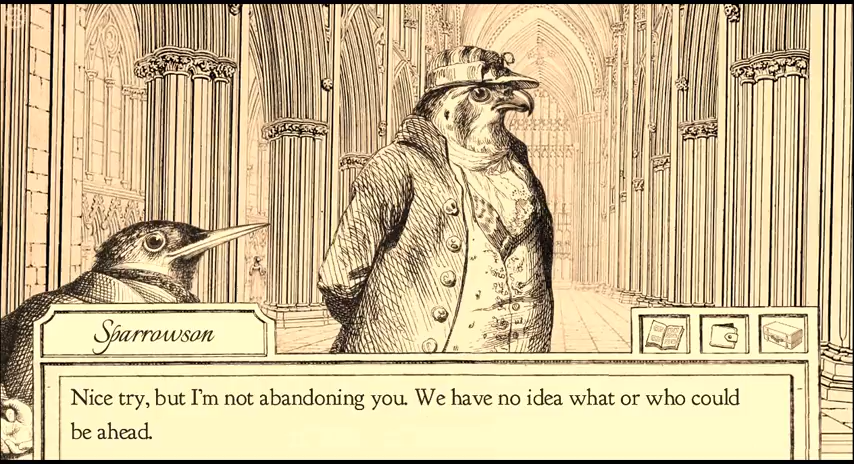 Sparrowson
Nice try, but I'm not abandoning you. We have no idea what or who could
be ahead.